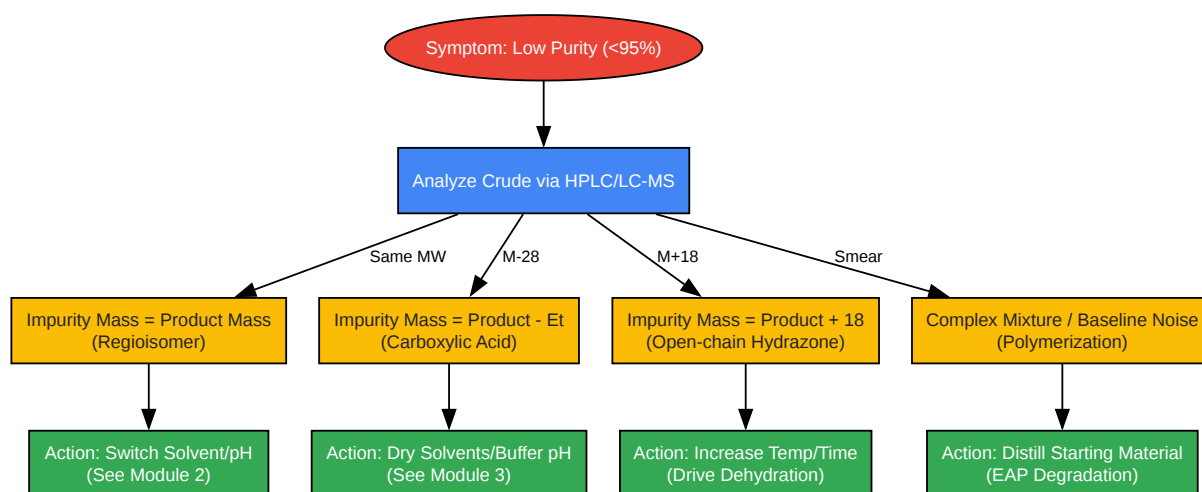 Symptom: Low Purity (<95%)
Analyze Crude via HPLC/LC-MS
Same MW
M-28
M+18
Smear
Impurity Mass = Product Mass
(Regioisomer)
Impurity Mass = Product - Et
(Carboxylic Acid)
Impurity Mass = Product + 18
(Open-chain Hydrazone)
Complex Mixture / Baseline Noise
(Polymerization)
Action: Switch Solvent/pH
(See Module 2)
Action: Dry Solvents/Buffer pH
(See Module 3)
Action: Increase Temp/Time
(Drive Dehydration)
Action: Distill Starting Material
(EAP Degradation)